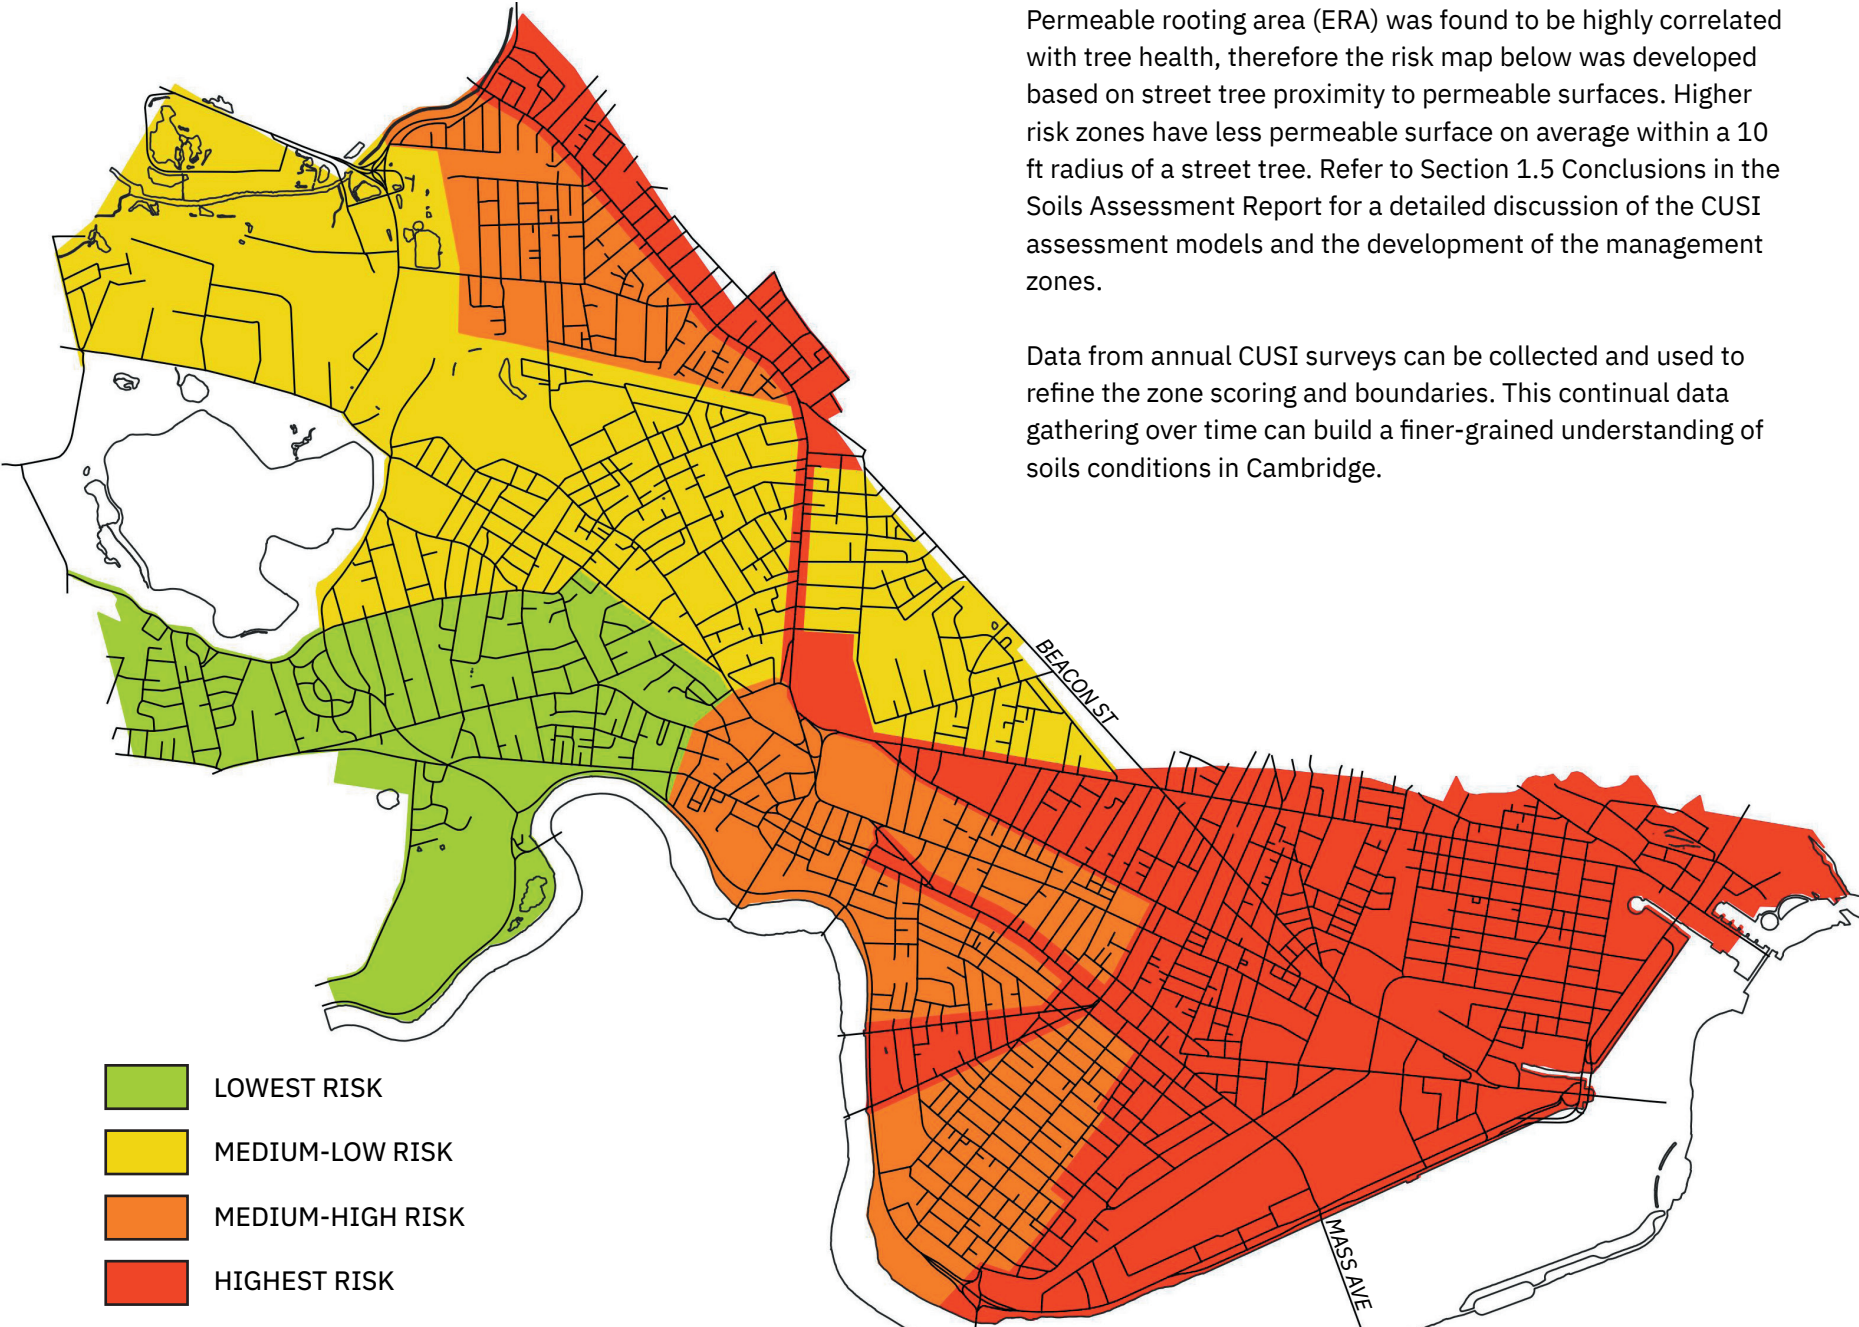 Permeable rooting area (ERA) was found to be highly correlated
with tree health, therefore the risk map below was developed
based on street tree proximity to permeable surfaces. Higher
risk zones have less permeable surface on average within a 10
ft radius of a street tree. Refer to Section 1.5 Conclusions in the
Soils Assessment Report for a detailed discussion of the CUSI
assessment models and the development of the management
zones.
Data from annual CUSI surveys can be collected and used to
refine the zone scoring and boundaries. This continual data
gathering over time can build a finer-grained understanding of
soils conditions in Cambridge.
BEACON ST
LOWEST RISK
MEDIUM-LOW RISK
MEDIUM-HIGH RISK
HIGHEST RISK
MASS AVE